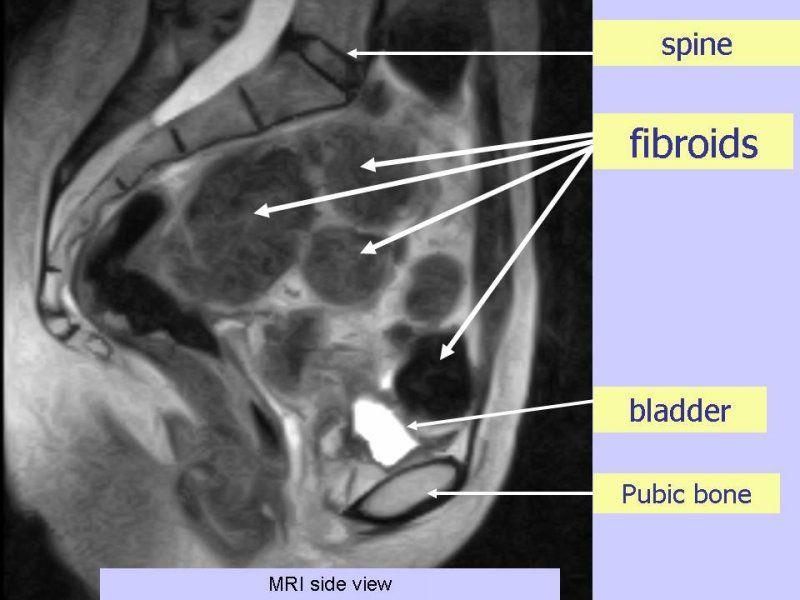 spine
fibroids
bladder
Pubic bone
MRI side view